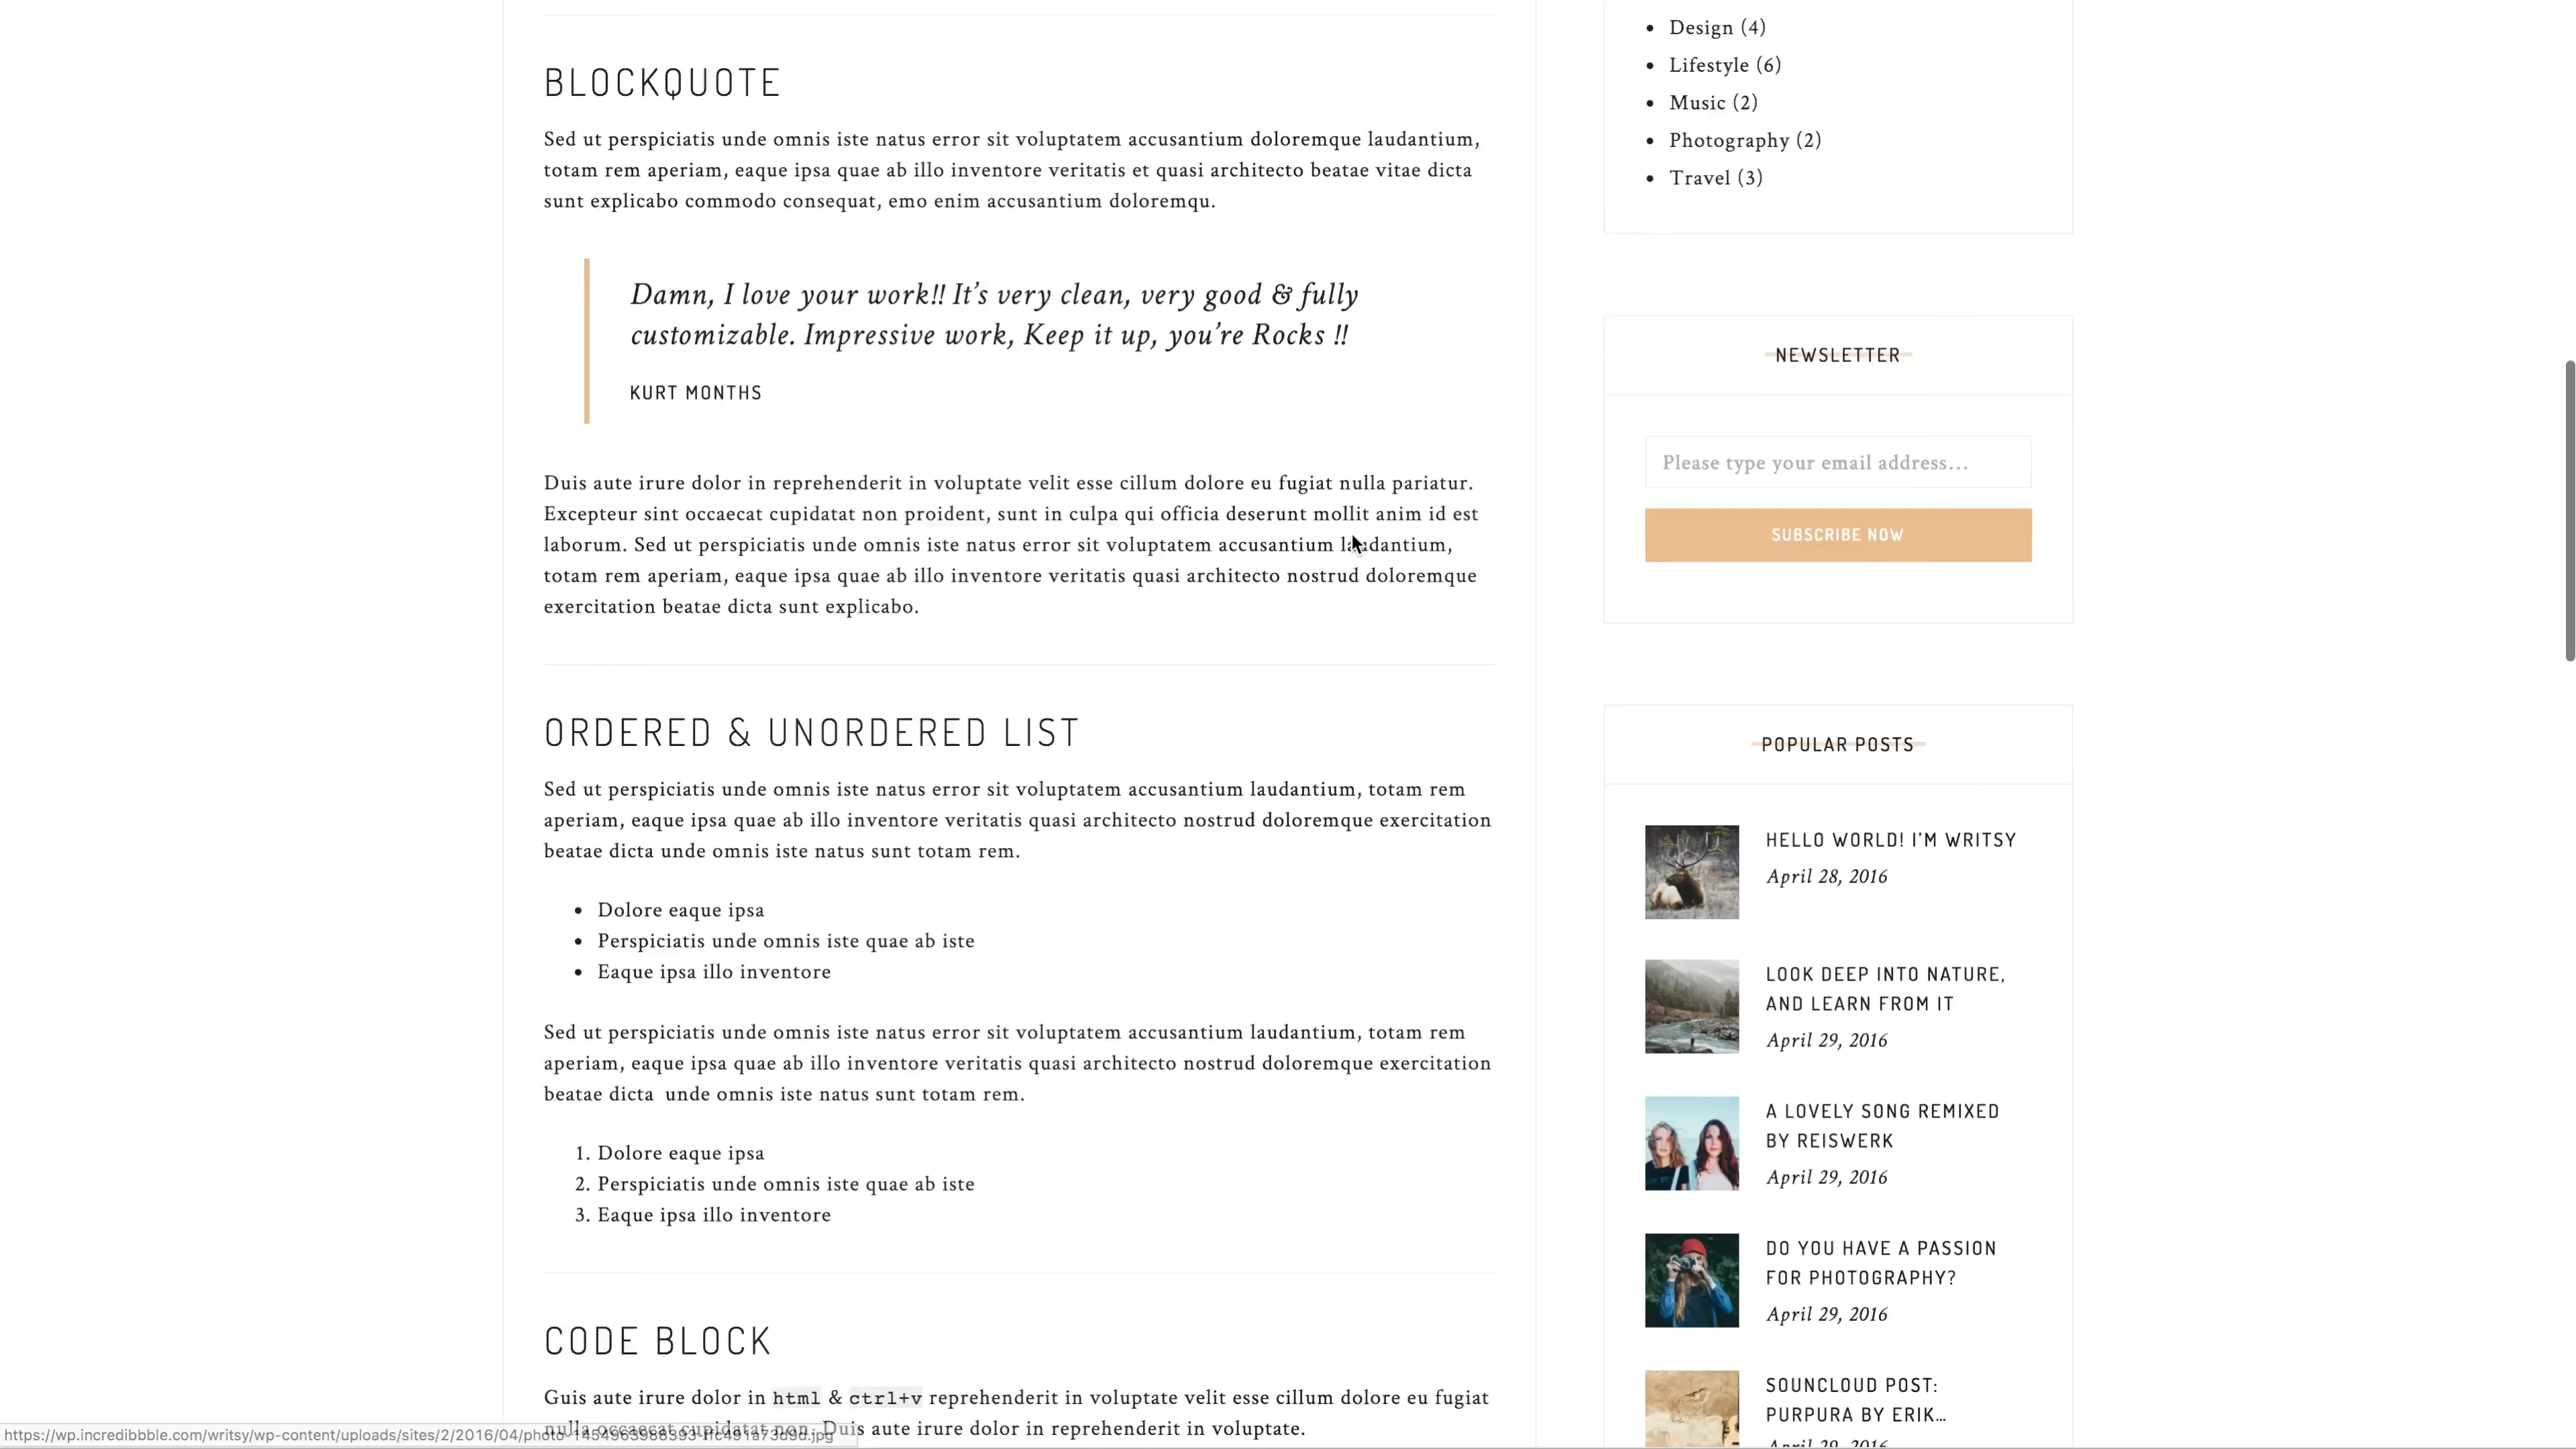 BLOCKQUOTE
Sed ut perspiciatis unde omnis iste natus error sit voluptatem accusantium doloremque laudantium,
totam rem aperiam, eaque ipsa quae ab illo inventore veritatis et quasi architecto beatae vitae dicta
sunt explicabo commodo consequat, emo enim accusantium doloremqu.
Damn, I love your work!! It’s very clean, very good & fully
customizable. Impressive work, Keep it up, you’re Rocks !!
KURT MONTHS
Duis aute irure dolor in reprehenderit in voluptate velit esse cillum dolore eu fugiat nulla pariatur.
Excepteur sint occaecat cupidatat non proident, sunt in culpa qui officia deserunt mollit anim id est
laborum. Sed ut perspiciatis unde omnis iste natus error sit voluptatem accusantium laudantium,
totam rem aperiam, eaque ipsa quae ab illo inventore veritatis quasi architecto nostrud doloremque
exercitation beatae dicta sunt explicabo.
ORDERED & UNORDERED LIST
Sed ut perspiciatis unde omnis iste natus error sit voluptatem accusantium laudantium, totam rem
aperiam, eaque ipsa quae ab illo inventore veritatis quasi architecto nostrud doloremque exercitation
beatae dicta unde omnis iste natus sunt totam rem.
• Dolore eaque ipsa
• Perspiciatis unde omnis iste quae ab iste
• Eaque ipsa illo inventore
Sed ut perspiciatis unde omnis iste natus error sit voluptatem accusantium laudantium, totam rem
aperiam, eaque ipsa quae ab illo inventore veritatis quasi architecto nostrud doloremque exercitation
beatae dicta unde omnis iste natus sunt totam rem.
1. Dolore eaque ipsa
2. Perspiciatis unde omnis iste quae ab iste
3. Eaque ipsa illo inventore
CODE BLOCK
Guis aute irure dolor in html & ctrl+v reprehenderit in voluptate velit esse cillum dolore eu fugiat
nulla occaecat cupidatat non. Duis aute irure dolor in reprehenderit in voluptate.
• Design (4)
• Lifestyle (6)
• Music (2)
• Photography (2)
• Travel (3)
NEWSLETTER
Please type your email address...
SUBSCRIBE NOW
POPULAR POSTS
HELLO WORLD! I’M WRITSY
April 28, 2016
LOOK DEEP INTO NATURE,
AND LEARN FROM IT
April 29, 2016
A LOVELY SONG REMIXED
BY REISWERK
April 29, 2016
DO YOU HAVE A PASSION
FOR PHOTOGRAPHY?
April 29, 2016
SOUNCLOUD POST:
PURPURA BY ERIK...
April 29, 2016